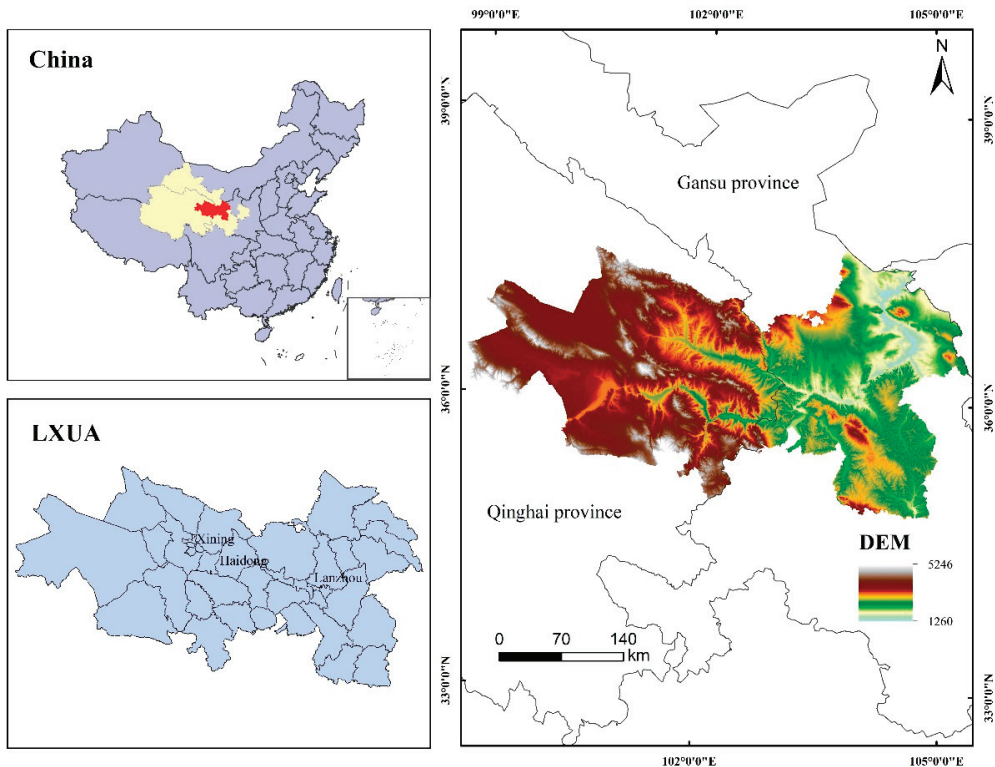 China
LXUA
Xining
Haidong
Lanzhou
99°0'0"E
102°0'0"E
105°0'0"E
N
39°0'0"N
39°0'0"N
Gansu province
36°0'0"N
36°0'0"N
Qinghai province
DEM
5246
1260
0 70 140
km
33°0'0"N
33°0'0"N
102°0'0"E
105°0'0"E